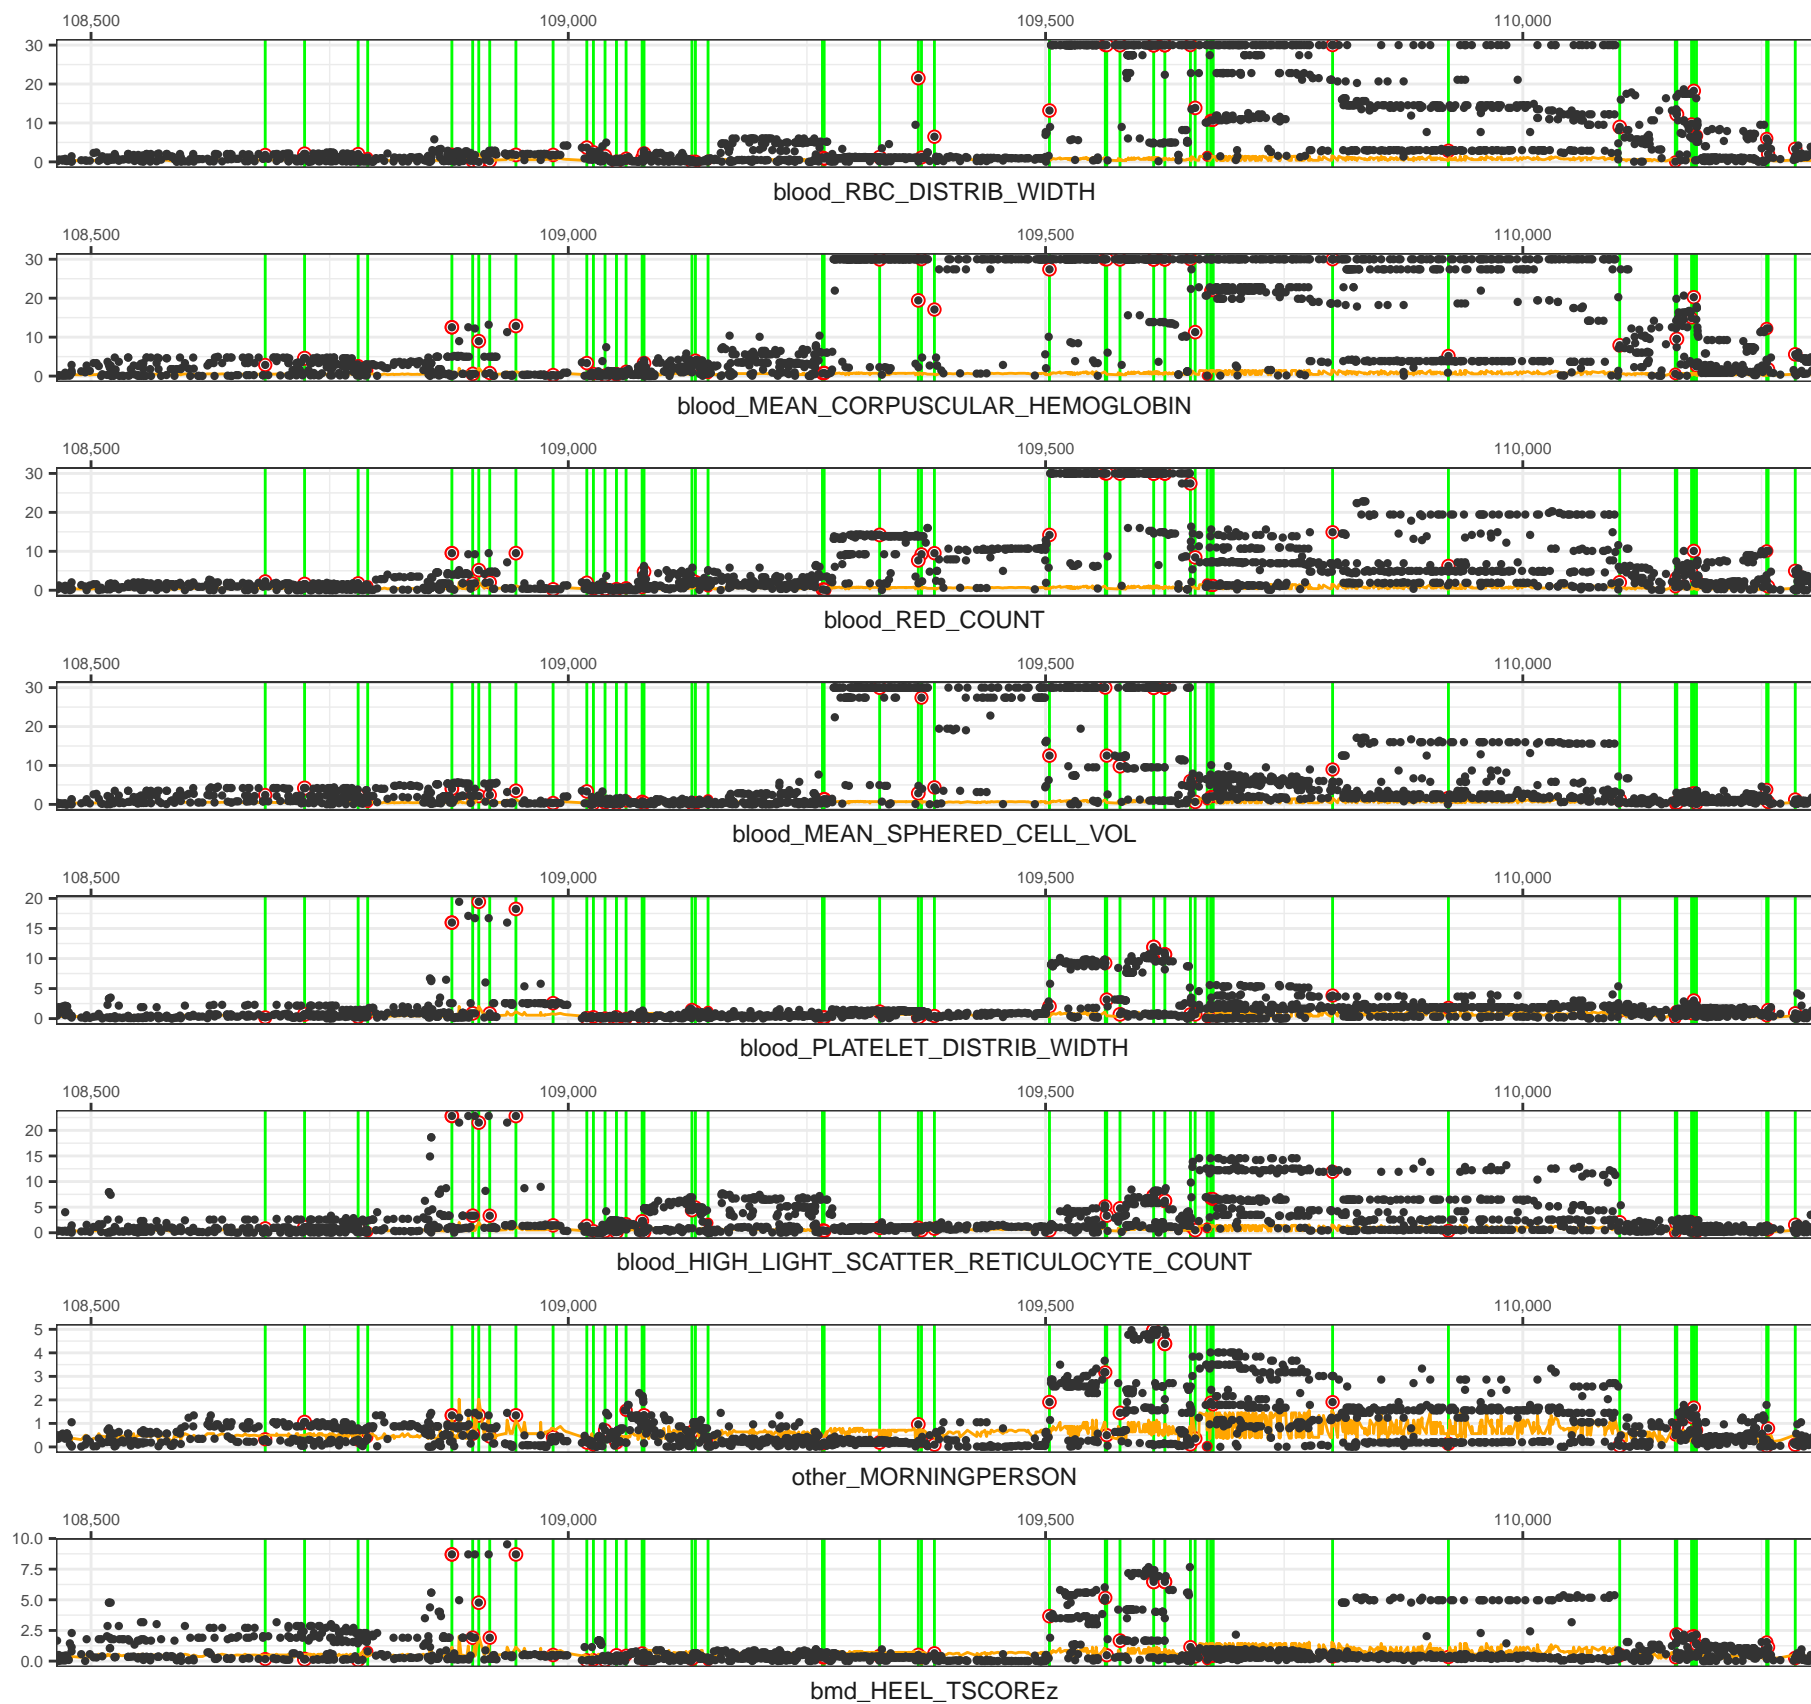 108,500 109,000 109,500 110,000
30
20
10
0
blood_RBC_DISTRIB_WIDTH
108,500 109,000 109,500 110,000
30
20
10
0
blood_MEAN_CORPUSCULAR_HEMOGLOBIN
108,500 109,000 109,500 110,000
30
20
10
0
blood_RED_COUNT
108,500 109,000 109,500 110,000
30
20
10
0
blood_MEAN_SPHERED_CELL_VOL
108,500 109,000 109,500 110,000
20
15
10
5
0
blood_PLATELET_DISTRIB_WIDTH
108,500 109,000 109,500 110,000
20
15
10
5
0
blood_HIGH_LIGHT_SCATTER_RETICULOCYTE_COUNT
108,500 109,000 109,500 110,000
5
4
3
2
1
0
other_MORNINGPERSON
108,500 109,000 109,500 110,000
10.0
7.5
5.0
2.5
0.0
bmd_HEEL_TSCOREz